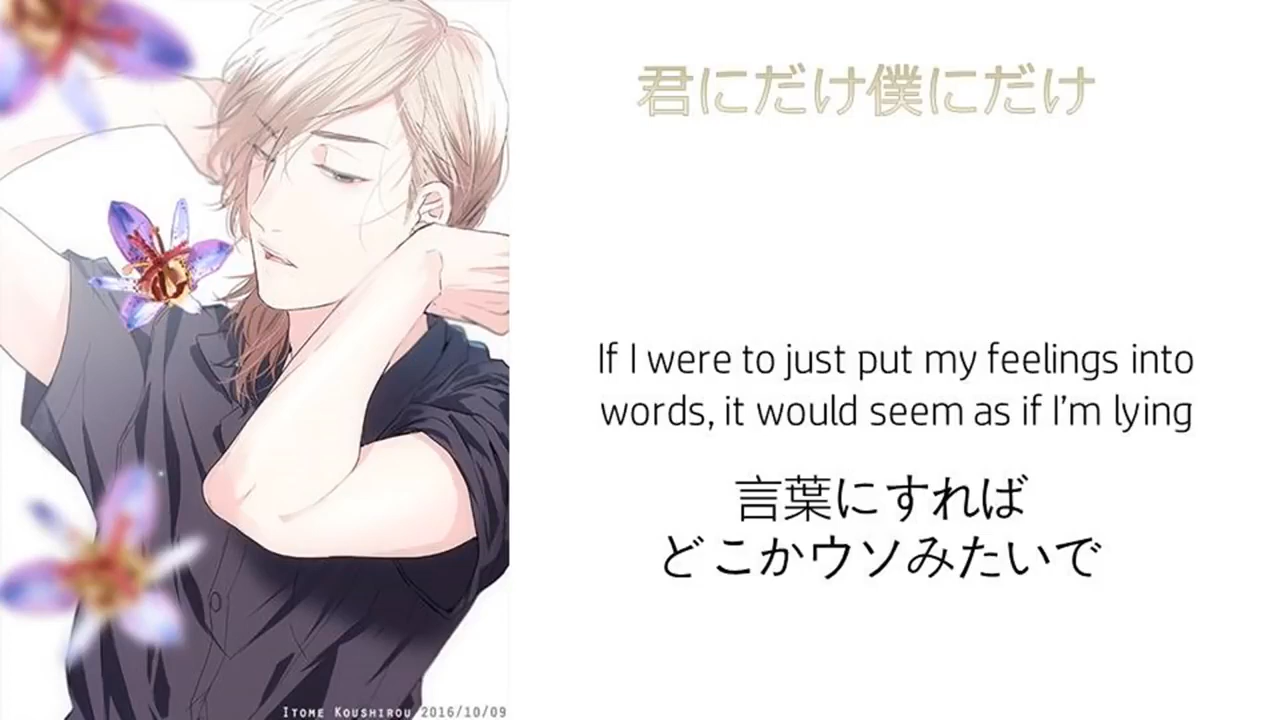 君にだけ僕にだけ
If I were to just put my feelings into
words, it would seem as if I'm lying
言葉にすれば
どこかウソみたいで
Itome Koushirou 2016/10/09